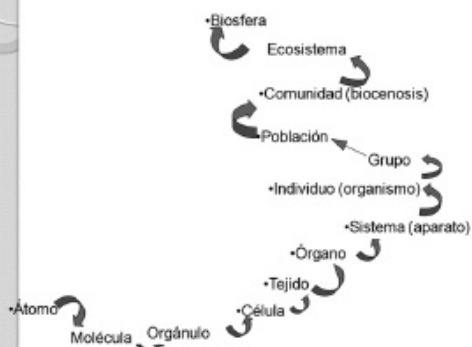 •Biosfera
Ecosistema
•Comunidad (biocenosis)
•Población
Grupo
•Individuo (organismo)
•Sistema (aparato)
•Órgano
•Tejido
•Célula
•Átomo
Orgánulo
Molécula